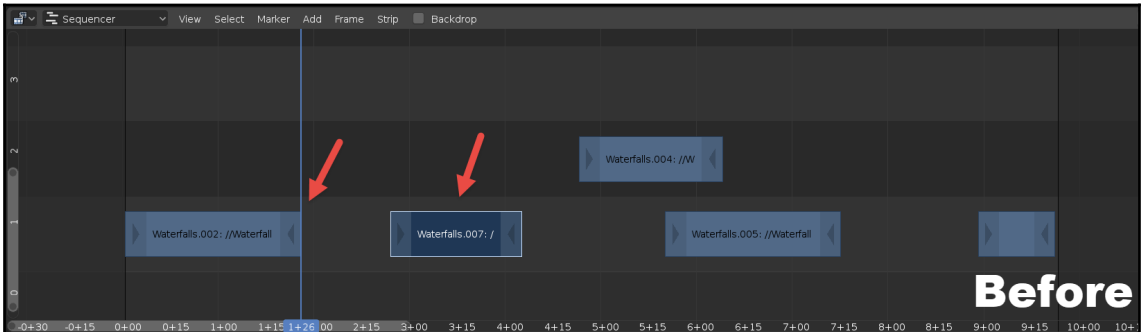 Sequencer View Select Marker Add Frame Strip Backdrop
3
2
Waterfalls.004: //W
1
Waterfalls.002: //Waterfall Waterfalls.007: / Waterfalls.005: //Waterfall
0
Before
-0+30 -0+15 0+00 0+15 1+00 1+15 1+26 00 2+15 3+00 3+15 4+00 4+15 5+00 5+15 6+00 6+15 7+00 7+15 8+00 8+15 9+00 9+15 10+00 10+